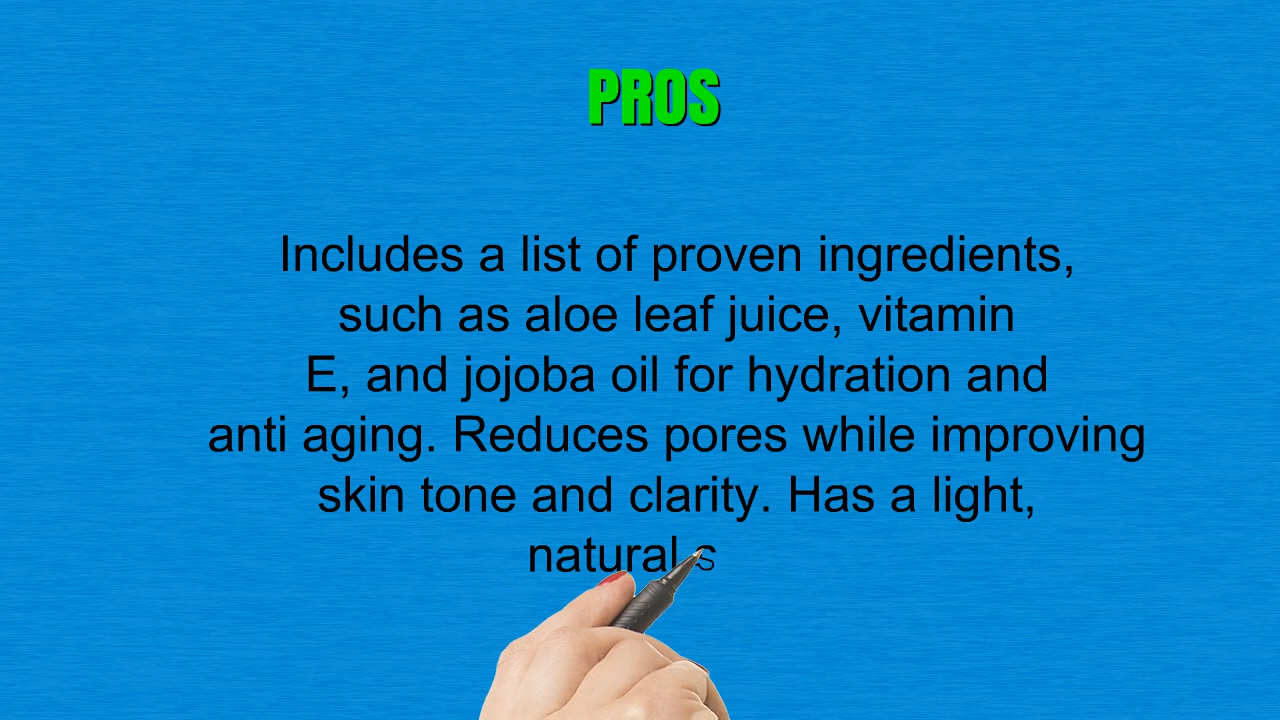 PROS
Includes a list of proven ingredients,
such as aloe leaf juice, vitamin
E, and jojoba oil for hydration and
anti aging. Reduces pores while improving
skin tone and clarity. Has a light,
natural s